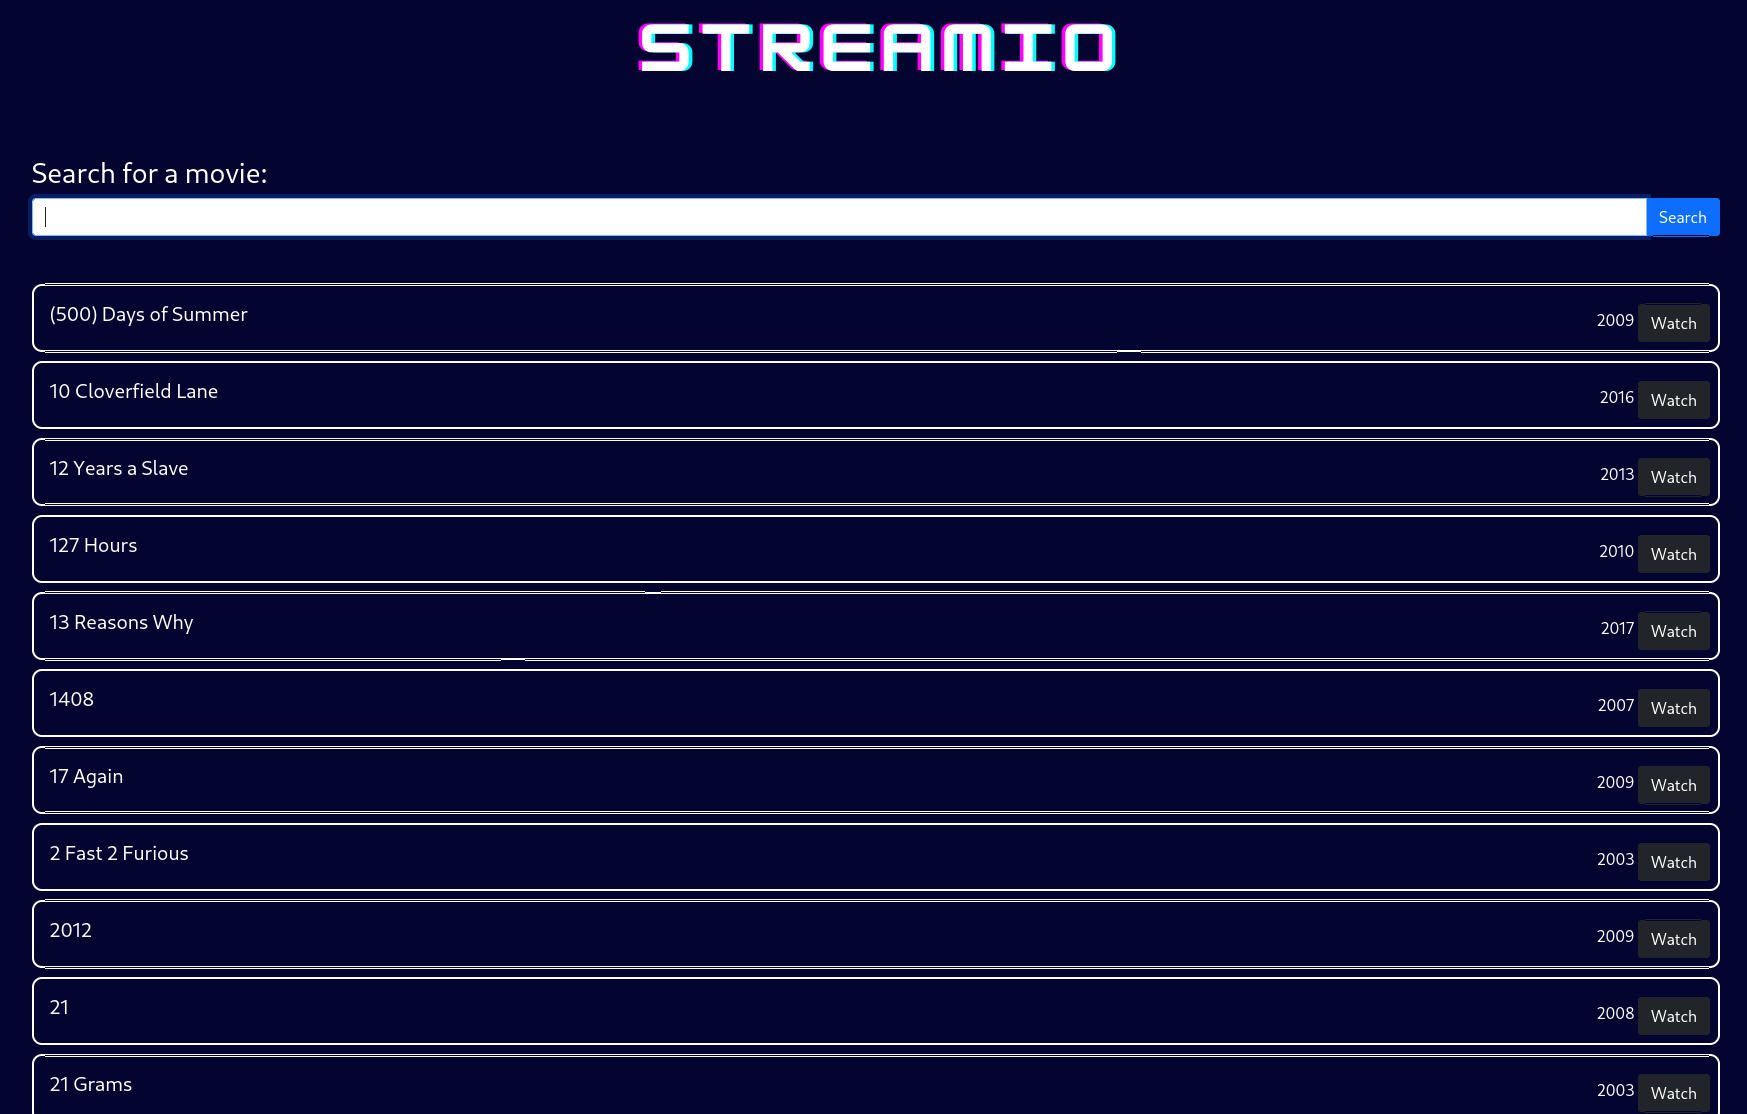 STREAMIO
Search for a movie:
Search
(500) Days of Summer 2009 Watch
10 Cloverfield Lane 2016 Watch
12 Years a Slave 2013 Watch
127 Hours 2010 Watch
13 Reasons Why 2017 Watch
1408 2007 Watch
17 Again 2009 Watch
2 Fast 2 Furious 2003 Watch
2012 2009 Watch
21 2008 Watch
21 Grams 2003 Watch